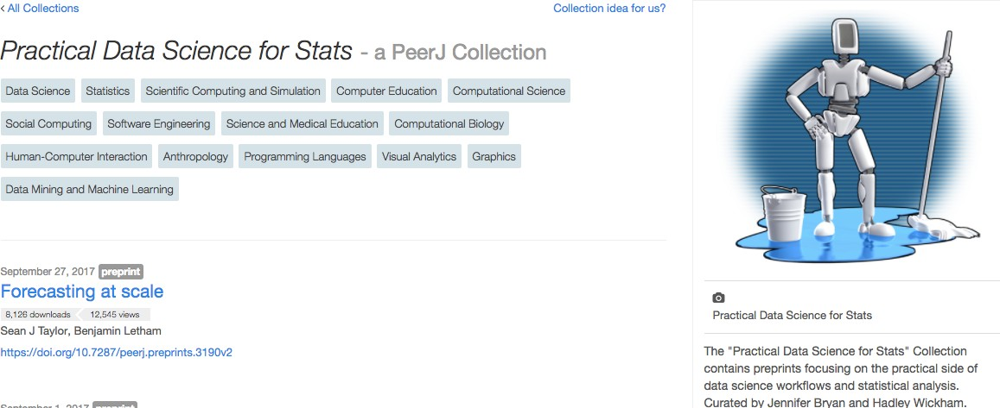 ‹ All Collections
Collection idea for us?
Practical Data Science for Stats - a PeerJ Collection
Data Science Statistics Scientific Computing and Simulation Computer Education Computational Science
Social Computing Software Engineering Science and Medical Education Computational Biology
Human-Computer Interaction Anthropology Programming Languages Visual Analytics Graphics
Data Mining and Machine Learning
September 27, 2017 preprint
Forecasting at scale
8,126 downloads 12,545 views
Sean J Taylor, Benjamin Letham
https://doi.org/10.7287/peerj.preprints.3190v2
September 1, 2017 preprint
Practical Data Science for Stats
The "Practical Data Science for Stats" Collection
contains preprints focusing on the practical side of
data science workflows and statistical analysis.
Curated by Jennifer Bryan and Hadley Wickham.